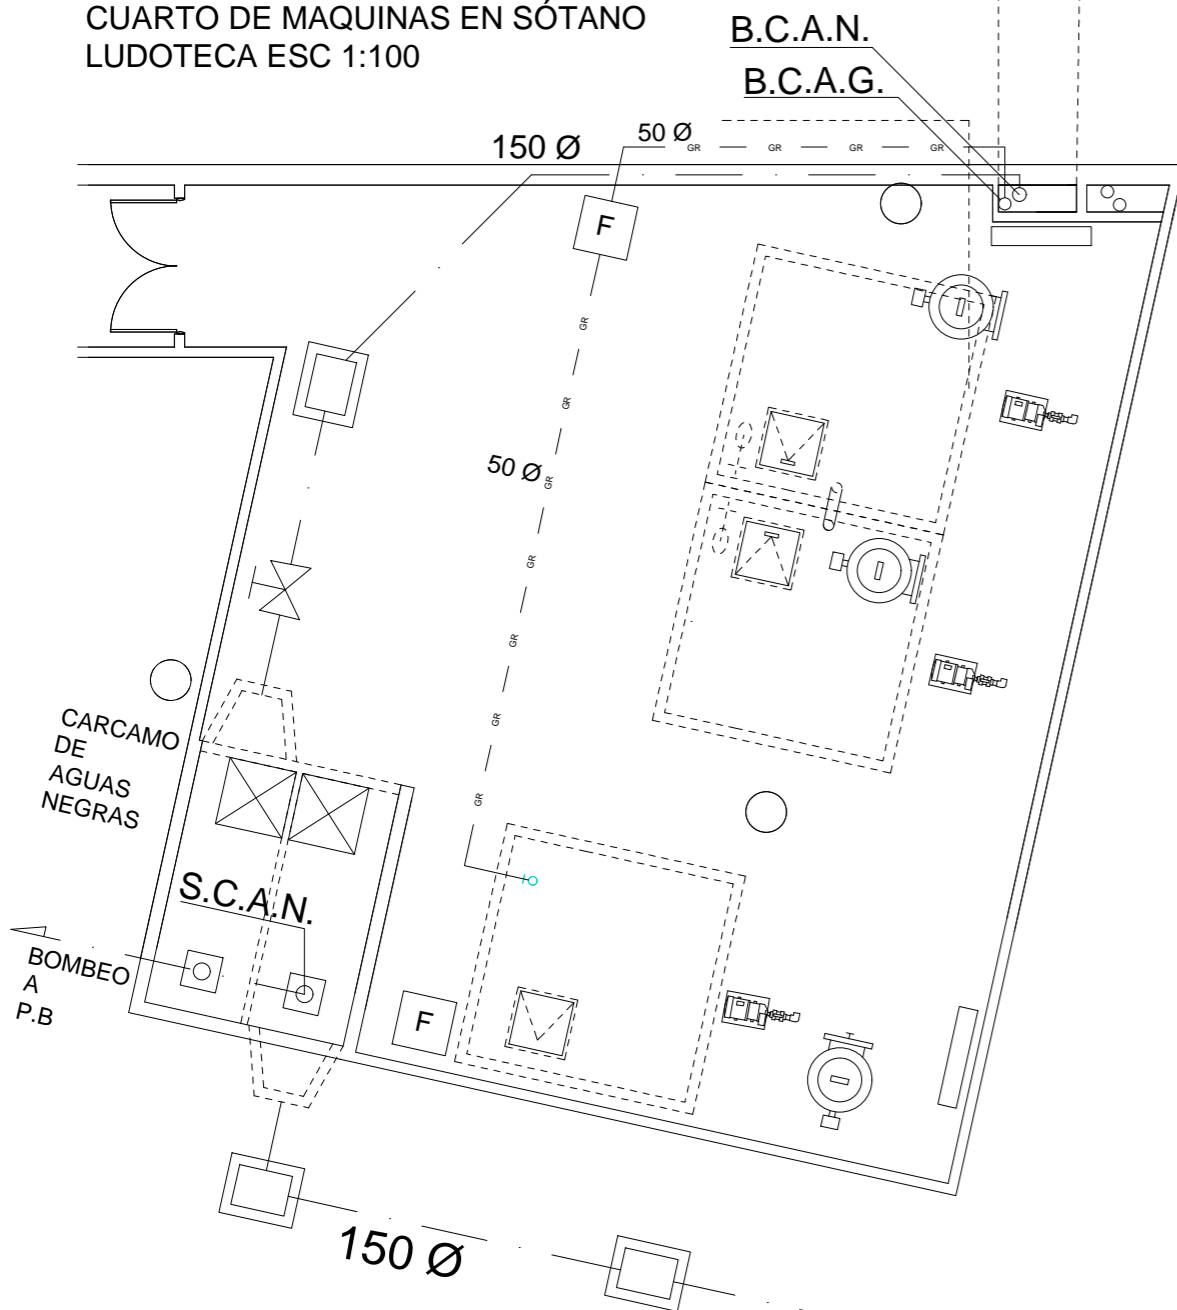 CUARTO DE MAQUINAS EN SÓTANO
LUDOTECA ESC 1:100
B.C.A.N.
B.C.A.G.
150 Ø
50 Ø
GR
GR
GR
GR
F
GR
GR
50 Ø
GR
GR
GR
GR
GR
CARCAMO
DE
AGUAS
NEGRAS
S.C.A.N.
BOMBEO
A
P.B
F
150 Ø